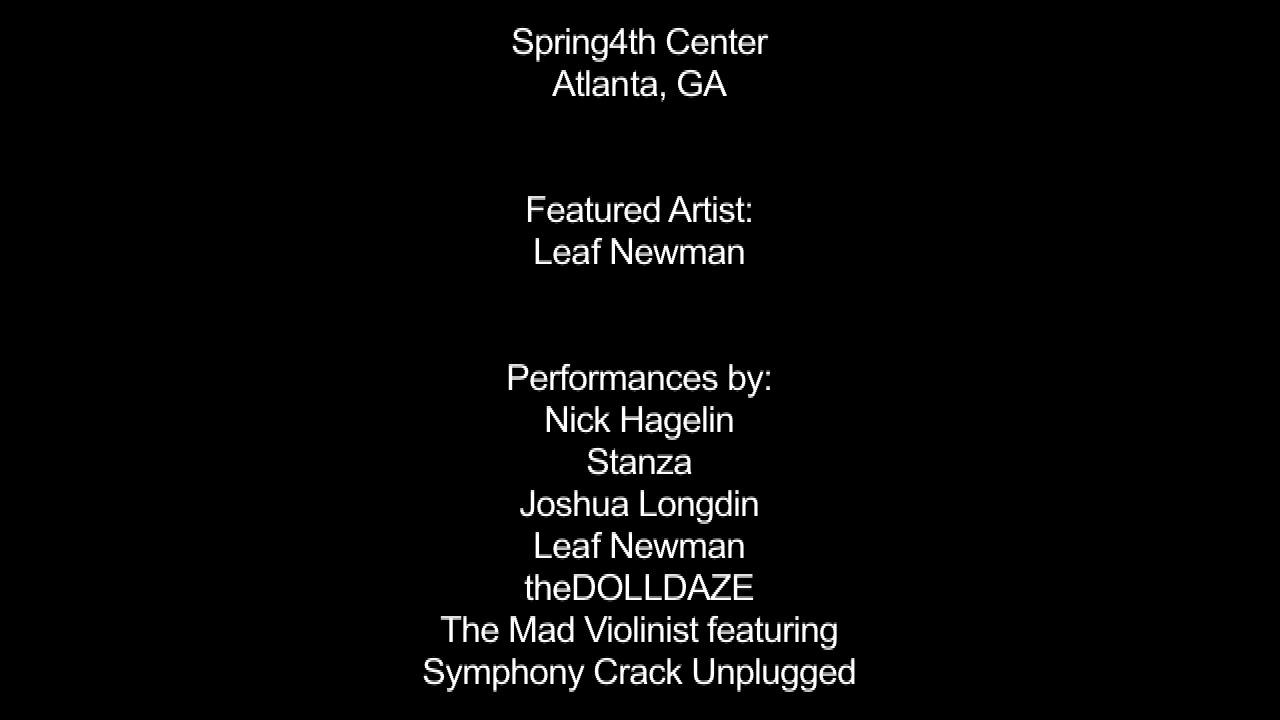 Spring4th Center
Atlanta, GA
Featured Artist:
Leaf Newman
Performances by:
Nick Hagelin
Stanza
Joshua Longdin
Leaf Newman
theDOLLDAZE
The Mad Violinist featuring
Symphony Crack Unplugged